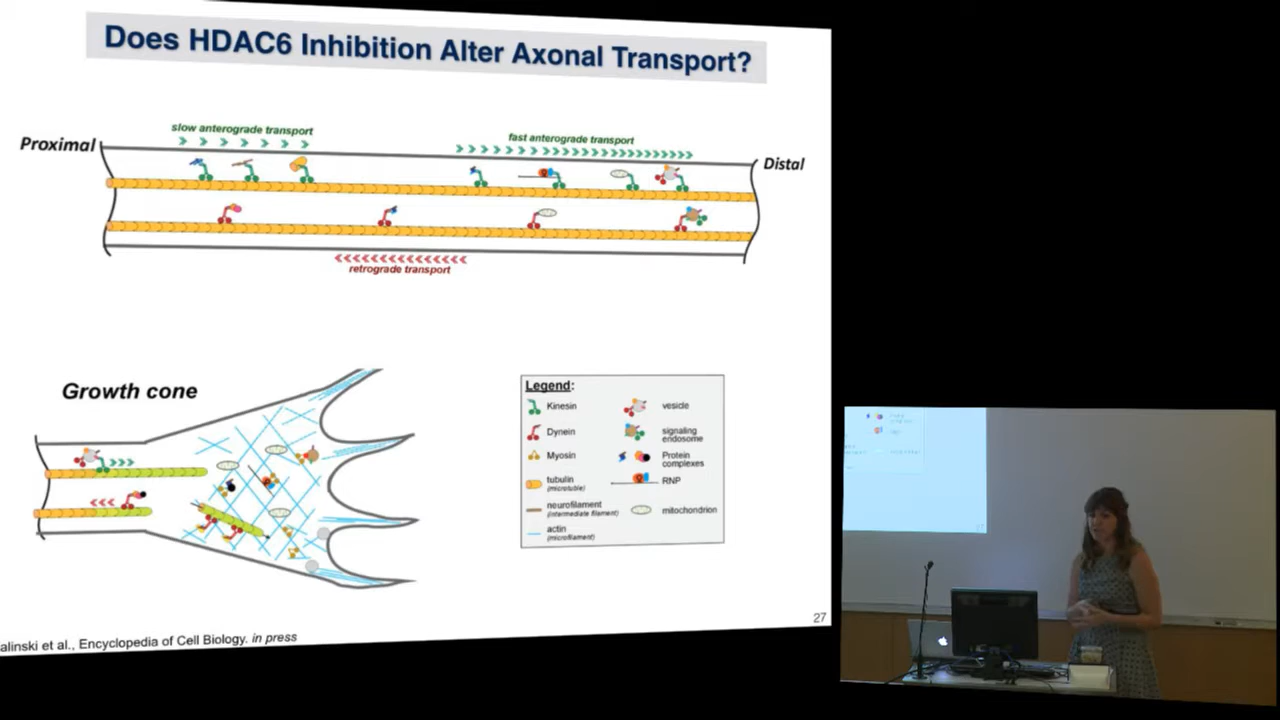 Does HDAC6 Inhibition Alter Axonal Transport?
slow anterograde transport
fast anterograde transport
Proximal
Distal
retrograde transport
Growth cone
Legend:
Kinesin
vesicle
Dynein
signaling
endosome
Myosin
Protein
complexes
tubulin
(microtuble)
RNP
neurofilament
(intermediate filament)
mitochondrion
actin
(microfilament)
27
alinski et al., Encyclopedia of Cell Biology. in press